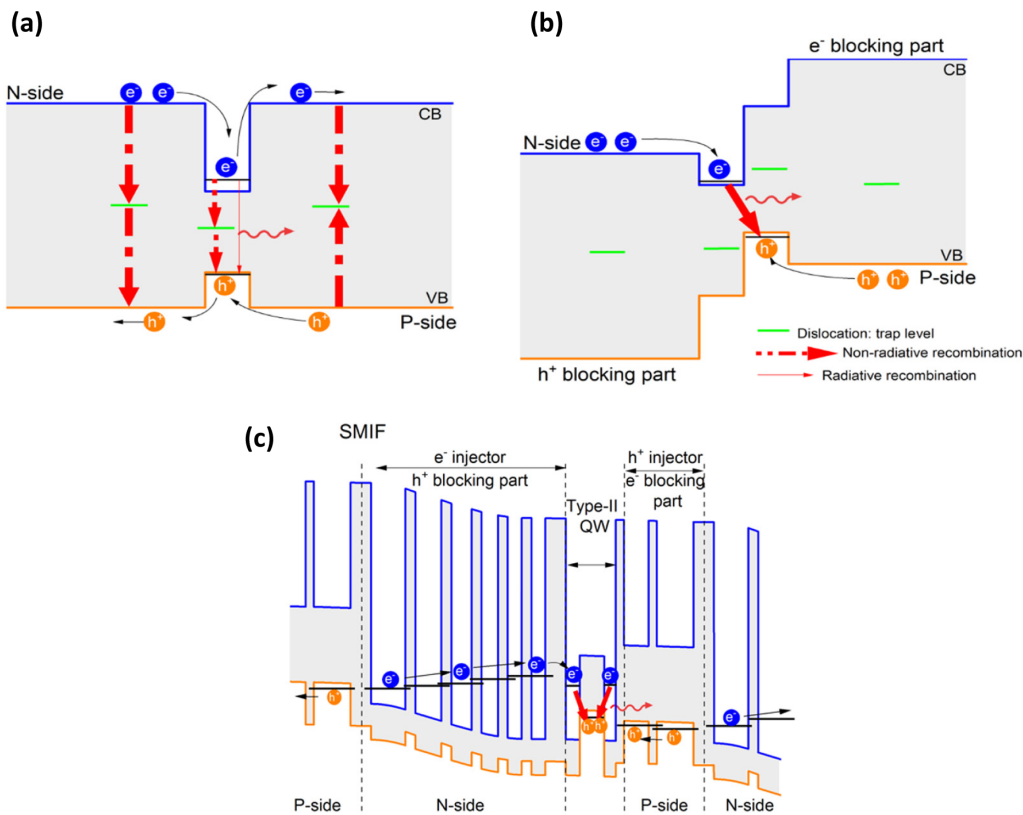 (a)
N-side
e⁻ e⁻
e⁻
CB
e⁻
h⁺
VB
h⁺
h⁺
P-side
(b)
e⁻ blocking part
CB
N-side
e⁻ e⁻
e⁻
h⁺
VB
h⁺ h⁺
P-side
h⁺ blocking part
Dislocation: trap level
Non-radiative recombination
Radiative recombination
(c)
SMIF
e⁻ injector
h⁺ blocking part
Type-II
QW
h⁺ injector
e⁻ blocking
part
e⁻
e⁻
e⁻
e⁻
e⁻
h⁺
h⁺
h⁺
h⁺
h⁺
e⁻
P-side
N-side
P-side
N-side